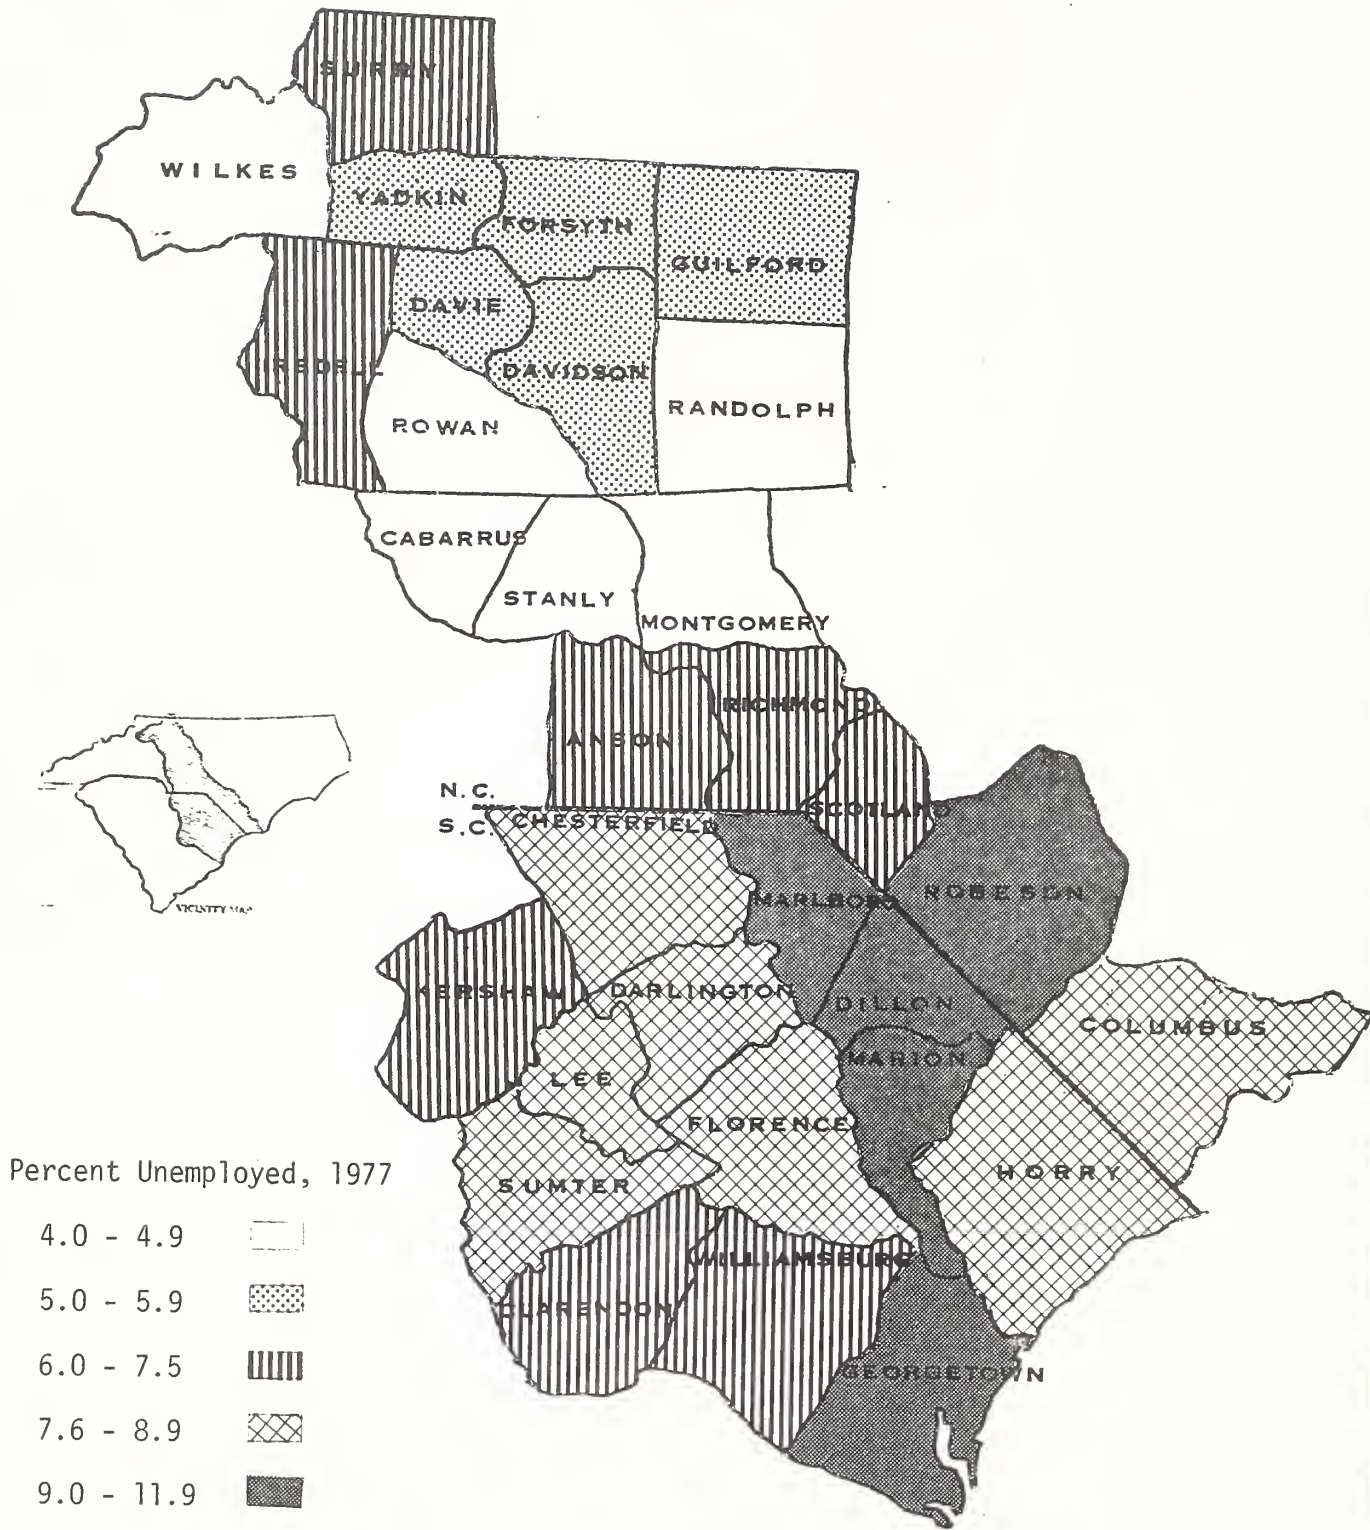 SURRY
WILKES
YADKIN
FORSYTH
GUILFORD
DAVIE
IREDELL
DAVIDSON
RANDOLPH
ROWAN
CABARRUS
STANLY
MONTGOMERY
RICHMOND
ANSON
N.C.
SCOTLAND
S.C.
CHESTERFIELD
MARLBORO
ROBESON
VICINITY MAP
KERSHAW
DARLINGTON
DILLON
COLUMBUS
MARION
LEE
FLORENCE
HORRY
SUMTER
WILLIAMSBURG
CLARENDON
GEORGETOWN
Percent Unemployed, 1977
4.0 - 4.9
5.0 - 5.9
6.0 - 7.5
7.6 - 8.9
9.0 - 11.9